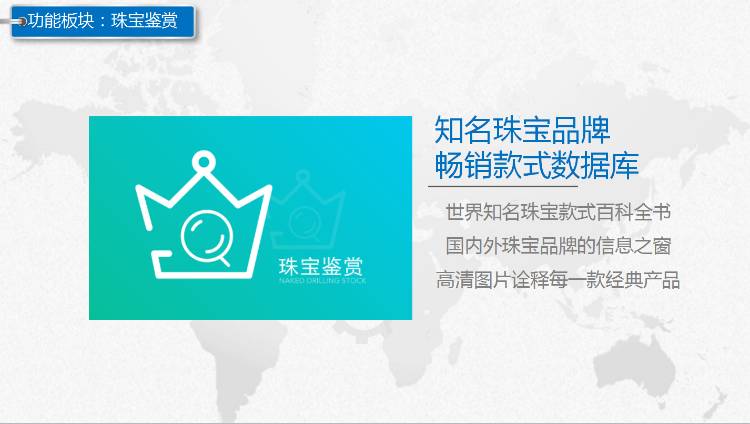 功能板块：珠宝鉴赏
知名珠宝品牌
畅销款式数据库
世界知名珠宝款式百科全书
国内外珠宝品牌的信息之窗
高清图片诠释每一款经典产品
珠宝鉴赏
NAKED DRILLING STOCK